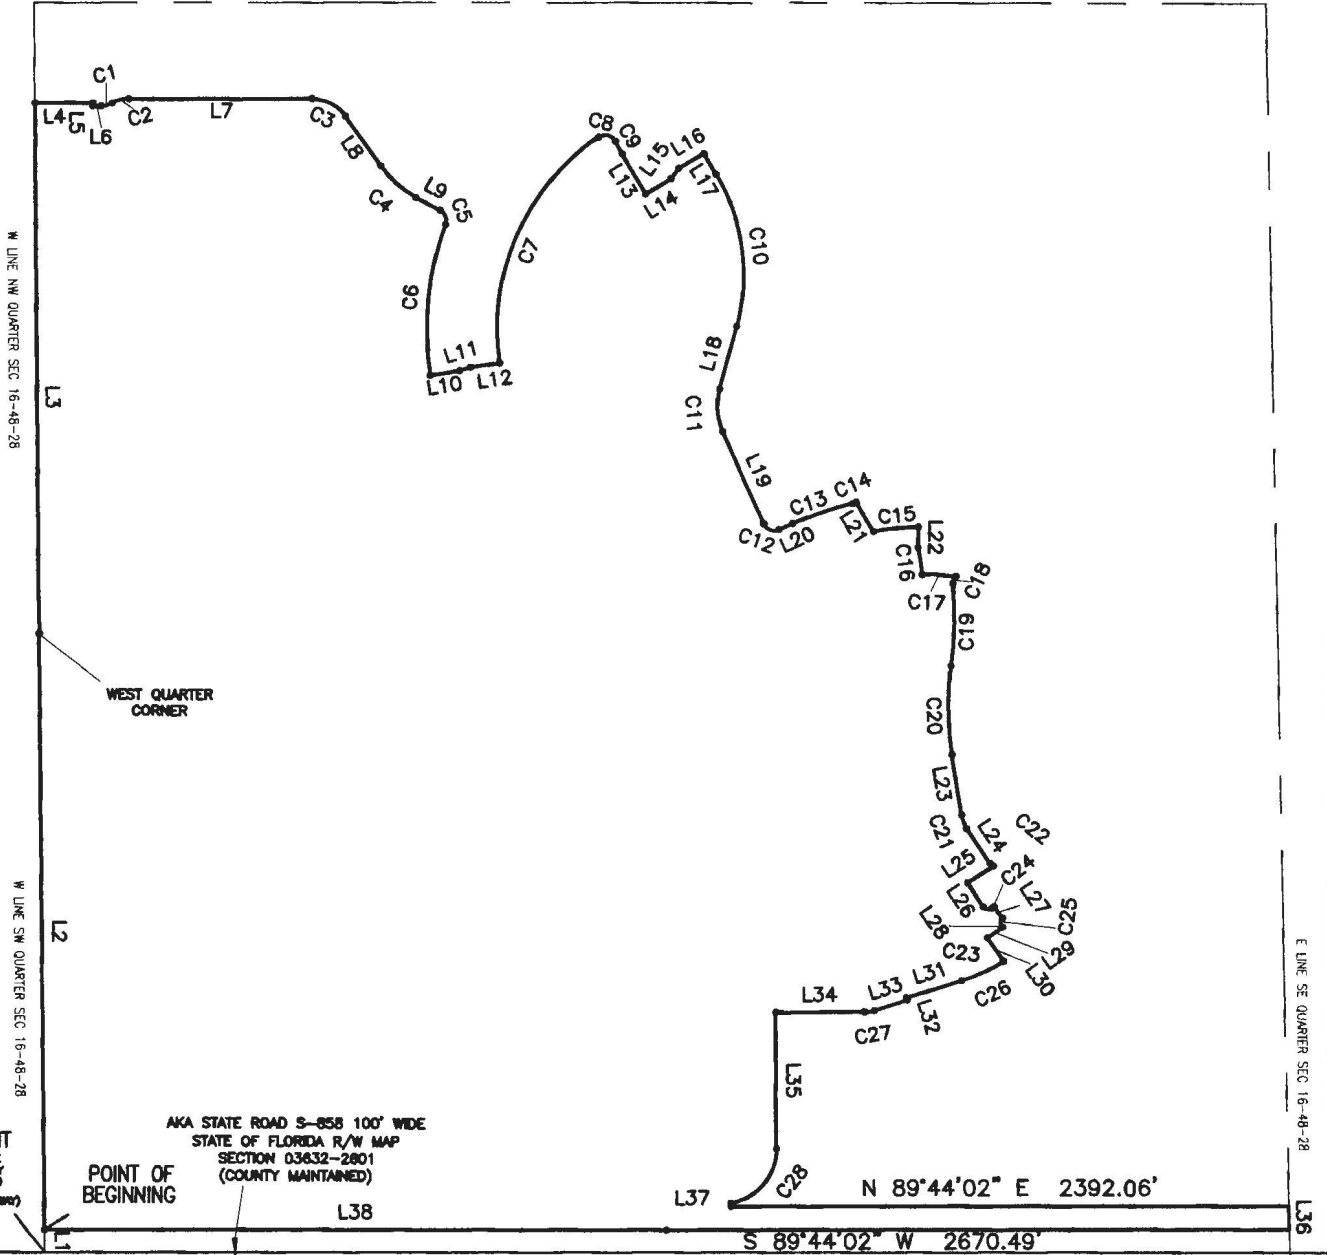 C1
L4
L5
L6
C2
L7
C3
L8
C4
L9
C5
C6
L10
L11
L12
C7
C8
C9
L13
L14
L15
L16
L17
C10
L18
C11
L19
C12
L20
C13
C14
L21
C15
L22
C16
C17
C18
C19
C20
L23
C21
L24
C22
L25
C24
L26
L27
C25
L28
C23
L29
L30
C26
L31
L32
L33
C27
L34
L35
C28
L37
N 89°44'02" E 2392.06'
L36
S 89°44'02" W 2670.49'
L38
L1
L2
L3
W LINE NW QUARTER SEC 16-48-28
WEST QUARTER
CORNER
W LINE SW QUARTER SEC 16-48-28
E LINE SE QUARTER SEC 16-48-28
AKA STATE ROAD S-858 100' WIDE
STATE OF FLORIDA R/W MAP
SECTION 03632-2601
(COUNTY MAINTAINED)
POINT OF
BEGINNING